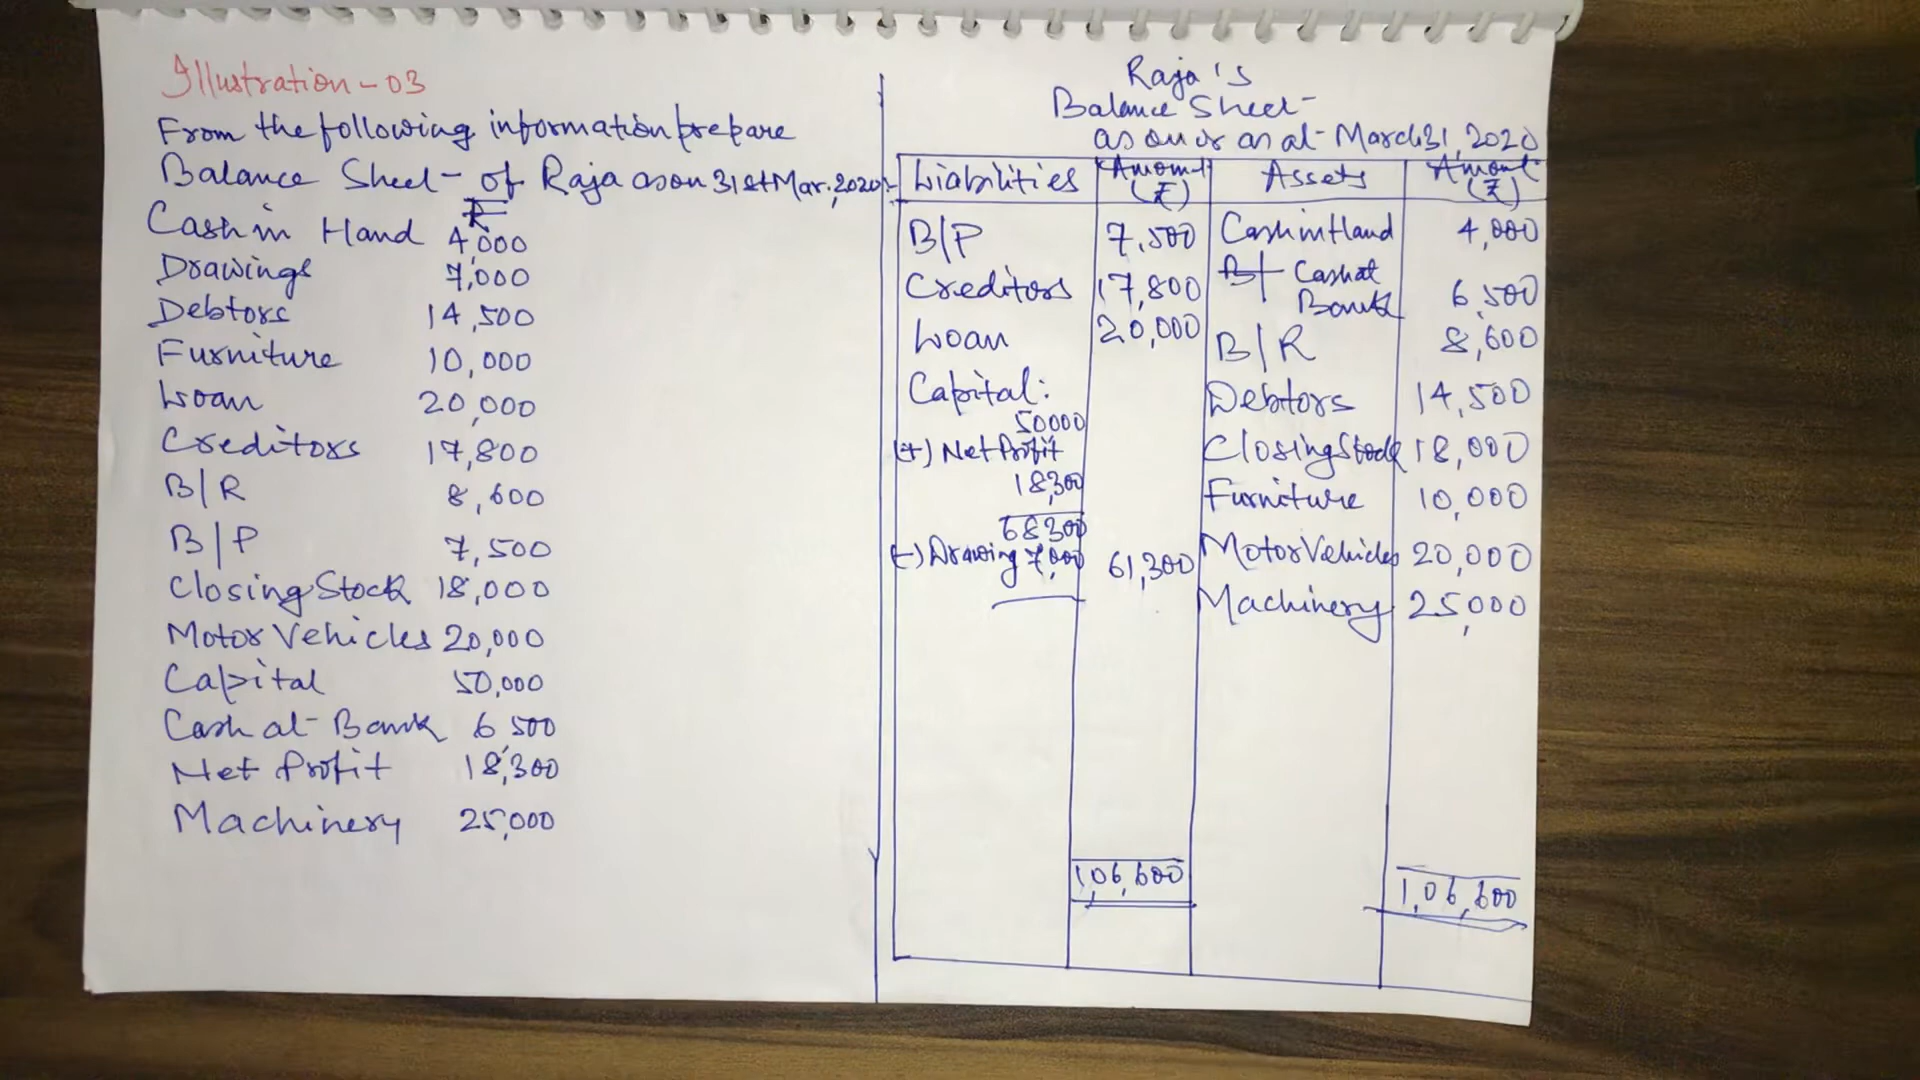 Illustration-03
From the following information prepare
Balance Sheet of Raja as on 31st Mar, 2020:-
₹
Cash in Hand 4,000
Drawings 7,000
Debtors 14,500
Furniture 10,000
Loan 20,000
Creditors 17,800
B/R 8,600
B/P 7,500
Closing Stock 18,000
Motor Vehicles 20,000
Capital 50,000
Cash at Bank 6,500
Net Profit 18,300
Machinery 25,000
Raja's
Balance Sheet
as on or as at March 31, 2020
Liabilities Amount (₹) Assets Amount (₹)
B/P 7,500 Cash in Hand 4,000
Creditors 17,800 Cash at
Bank 6,500
Loan 20,000 B/R 8,600
Capital: Debtors 14,500
50000
(+) Net Profit Closing Stock 18,000
18,300 Furniture 10,000
68300
(-) Drawing 7,000 61,300 Motor Vehicles 20,000
Machinery 25,000
1,06,600 1,06,600